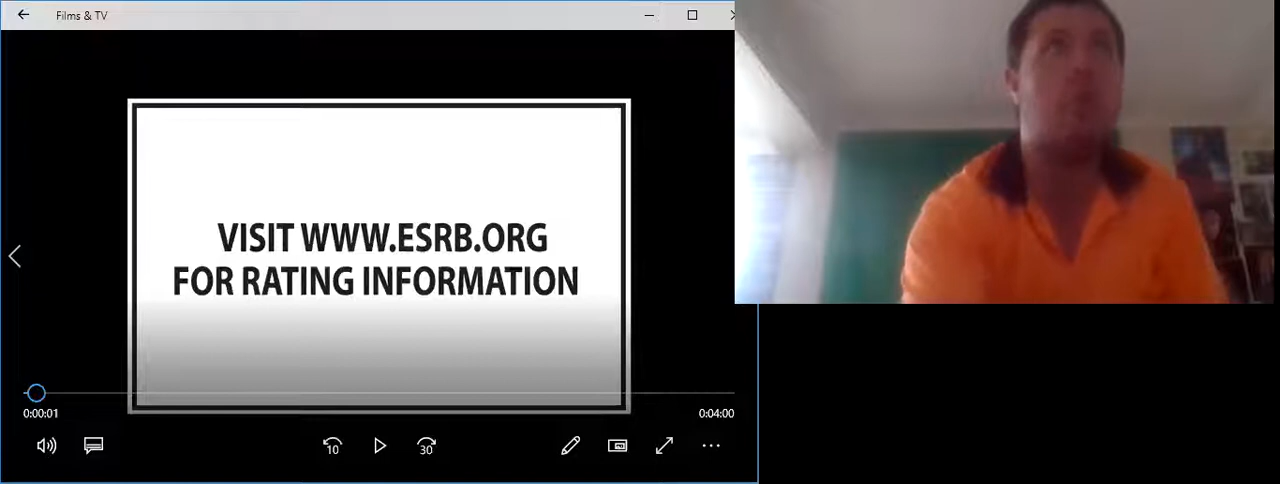 Films & TV
VISIT WWW.ESRB.ORG
FOR RATING INFORMATION
0:00:01
0:04:00
10
30